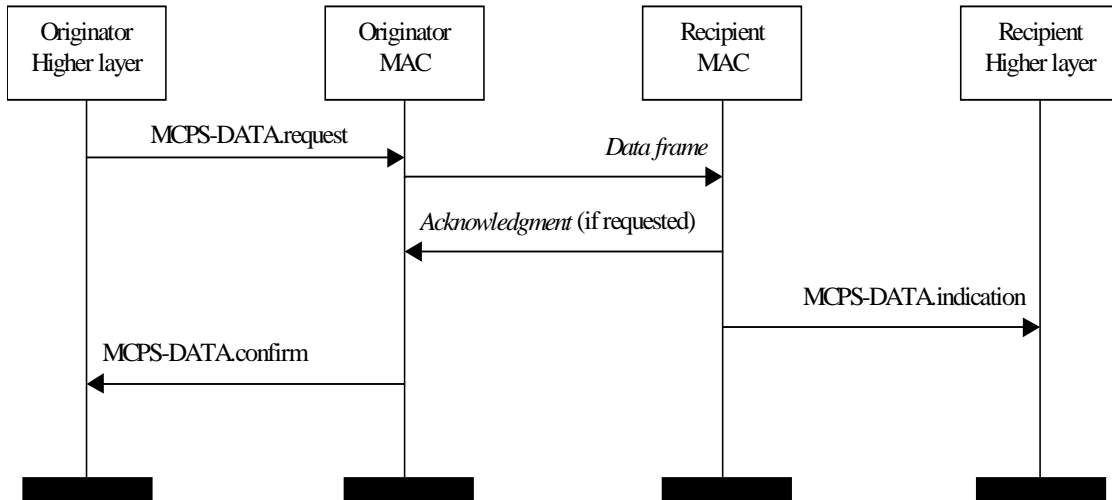 Originator
Higher layer
Originator
MAC
Recipient
MAC
Recipient
Higher layer
MCPS-DATA.request
Data frame
Acknowledgment (if requested)
MCPS-DATA.indication
MCPS-DATA.confirm